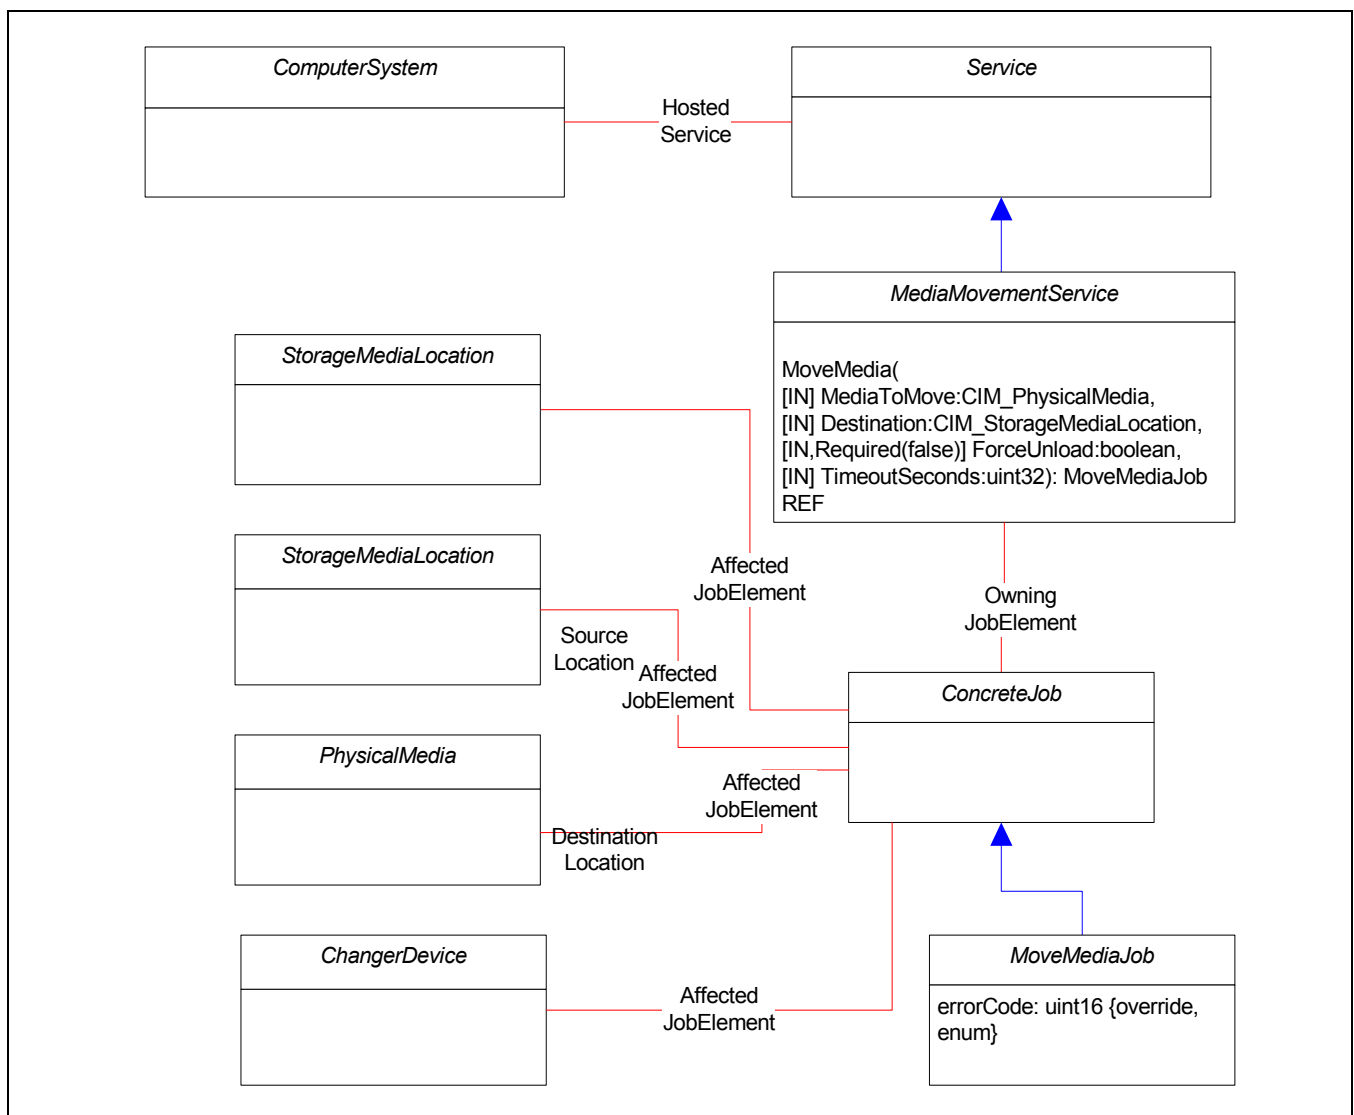 ComputerSystem
Service
Hosted
Service
MediaMovementService
MoveMedia(
[IN] MediaToMove:CIM_PhysicalMedia,
[IN] Destination:CIM_StorageMediaLocation,
[IN,Required(false)] ForceUnload:boolean,
[IN] TimeoutSeconds:uint32): MoveMediaJob
REF
StorageMediaLocation
StorageMediaLocation
Affected
JobElement
Owning
JobElement
Source
Location
Affected
JobElement
ConcreteJob
PhysicalMedia
Affected
JobElement
Destination
Location
ChangerDevice
Affected
JobElement
MoveMediaJob
errorCode: uint16 {override,
enum}